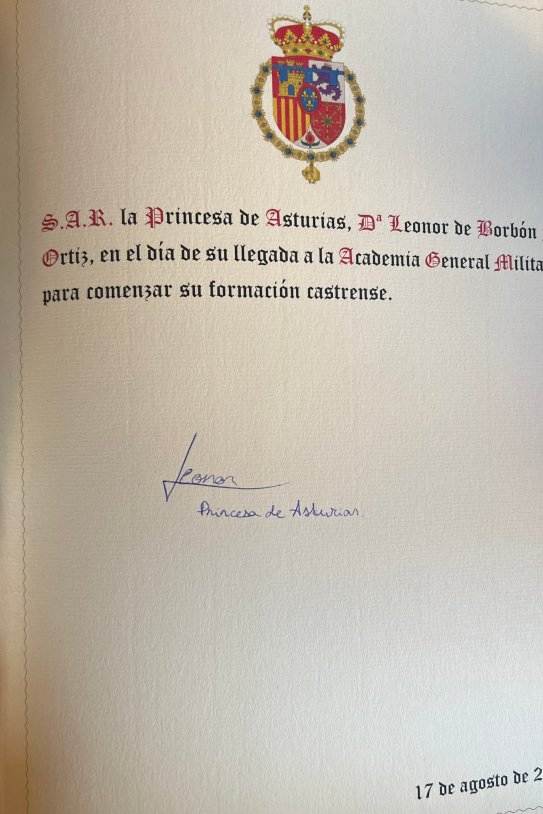 S.A.R. la Princesa de Asturias, Dª Leonor de Borbón
Ortiz, en el día de su llegada a la Academia General Milita
para comenzar su formación castrense.
Leonor
Princesa de Asturias
17 de agosto de 2